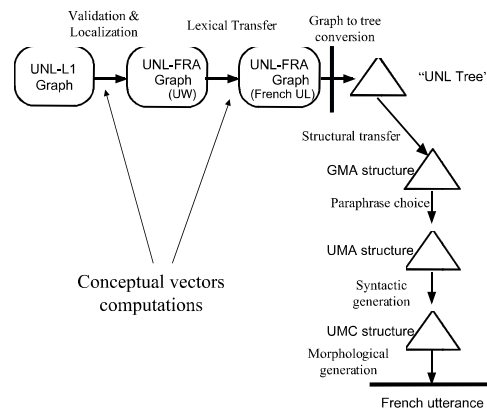 Validation &
Localization
Lexical Transfer
Graph to tree
conversion
UNL-L1
Graph
UNL-FRA
Graph
(UW)
UNL-FRA
Graph
(French UL)
“UNL Tree’
Structural transfer
GMA structure
Paraphrase choice
UMA structure
Conceptual vectors
computations
Syntactic
generation
UMC structure
Morphological
generation
French utterance